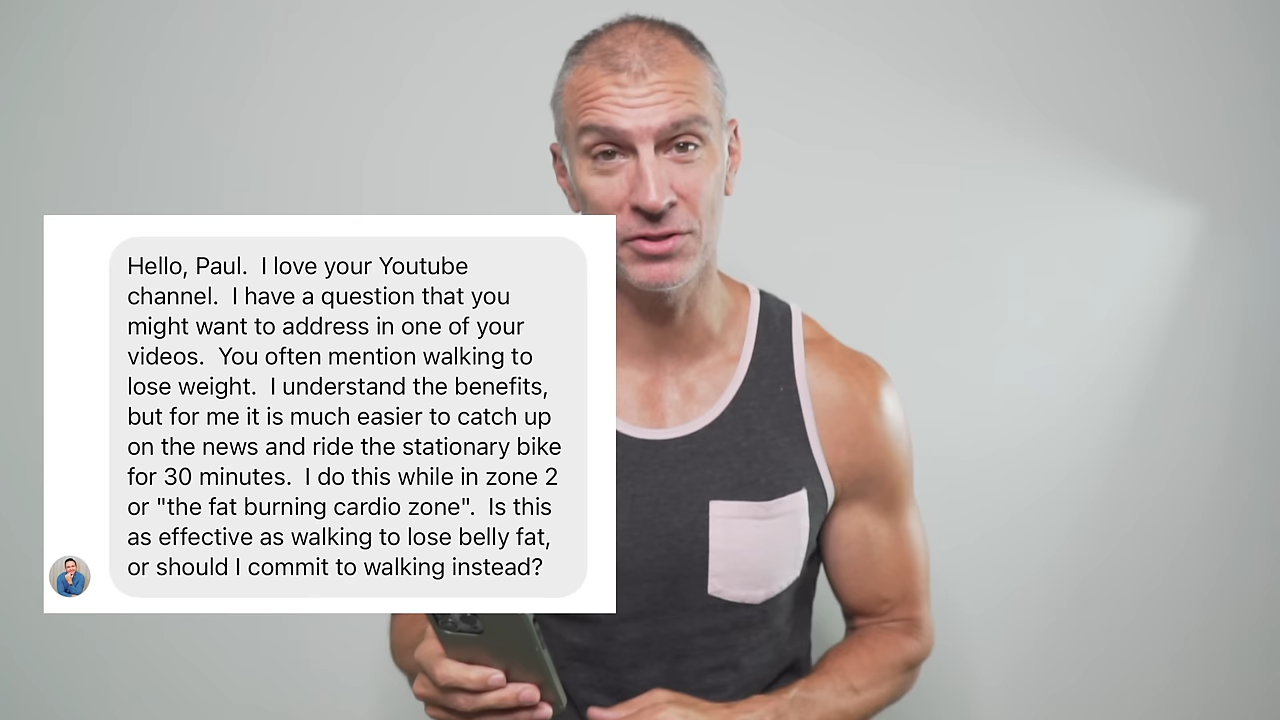 Hello, Paul.  I love your Youtube
channel.  I have a question that you
might want to address in one of your
videos.  You often mention walking to
lose weight.  I understand the benefits,
but for me it is much easier to catch up
on the news and ride the stationary bike
for 30 minutes.  I do this while in zone 2
or "the fat burning cardio zone".  Is this
as effective as walking to lose belly fat,
or should I commit to walking instead?